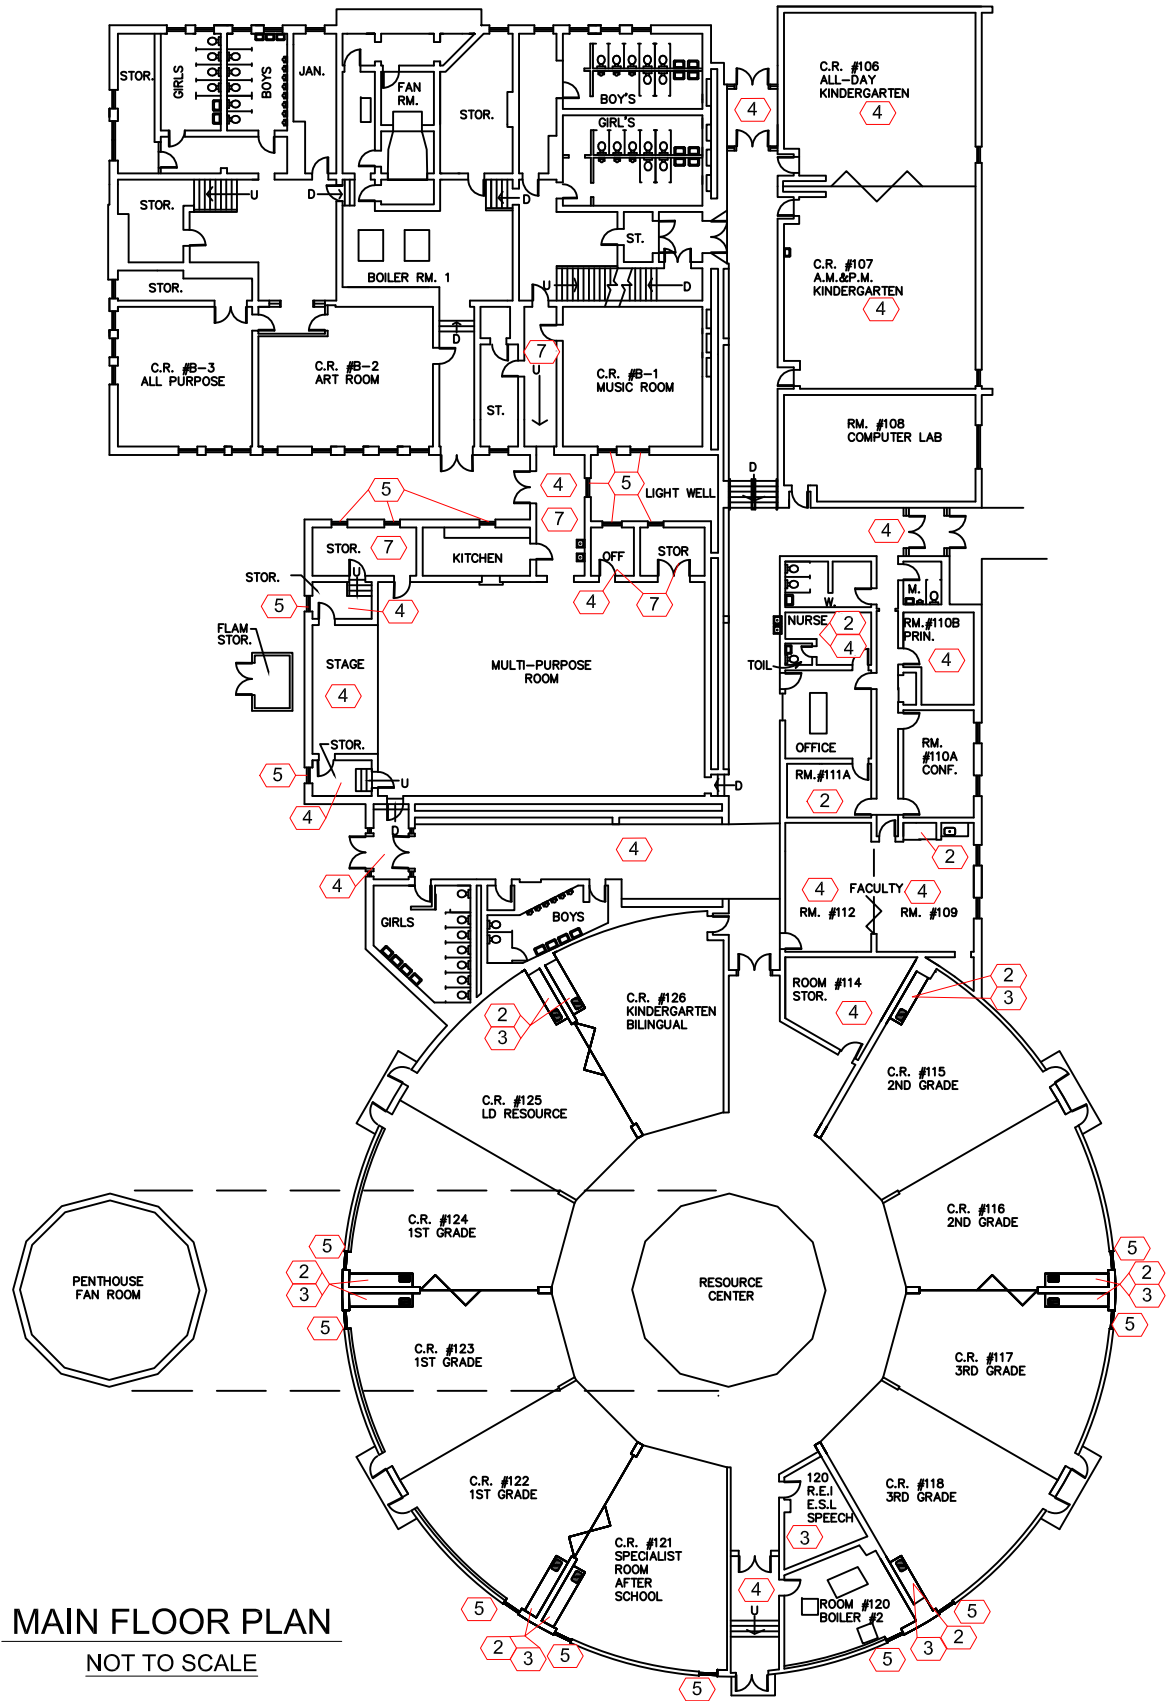 C.R. #106
ALL-DAY
KINDERGARTEN
4
4
STOR.
GIRLS
BOYS
JAN.
FAN
RM.
STOR.
BOY'S
GIRL'S
STOR.
U
D
D
ST.
BOILER RM. 1
STOR.
U
D
C.R. #107
A.M.&P.M.
KINDERGARTEN
4
C.R. #B-3
ALL PURPOSE
C.R. #B-2
ART ROOM
D
7
U
C.R. #B-1
MUSIC ROOM
ST.
RM. #108
COMPUTER LAB
D
5
4
5
LIGHT WELL
7
4
STOR.
7
KITCHEN
OFF
STOR
STOR.
U
5
4
4
7
M.
W.
NURSE
2
4
RM.#110B
PRIN.
4
TOIL
FLAM
STOR.
STAGE
4
MULTI-PURPOSE
ROOM
STOR.
OFFICE
RM.
#110A
CONF.
5
U
D
RM.#111A
2
4
D
4
2
4
4
FACULTY
4
RM. #112
RM. #109
GIRLS
BOYS
C.R. #126
KINDERGARTEN
BILINGUAL
ROOM #114
STOR.
4
2
3
2
3
C.R. #125
LD RESOURCE
C.R. #115
2ND GRADE
C.R. #124
1ST GRADE
C.R. #116
2ND GRADE
5
2
3
5
5
2
3
5
PENTHOUSE
FAN ROOM
RESOURCE
CENTER
C.R. #123
1ST GRADE
C.R. #117
3RD GRADE
C.R. #122
1ST GRADE
120
R.E.I
E.S.L
SPEECH
3
C.R. #118
3RD GRADE
C.R. #121
SPECIALIST
ROOM
AFTER
SCHOOL
4
U
ROOM #120
BOILER #2
5
2
3
5
5
3
2
5
5
MAIN FLOOR PLAN
NOT TO SCALE